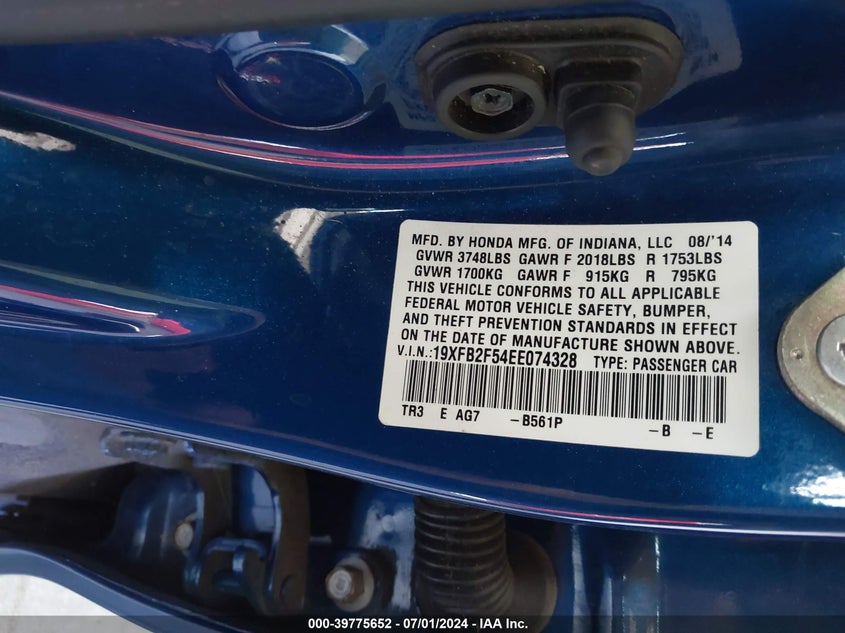 MFD. BY HONDA MFG. OF INDIANA, LLC 08/'14
GVWR 3748LBS GAWR F 2018LBS R 1753LBS
GVWR 1700KG GAWR F 915KG R 795KG
THIS VEHICLE CONFORMS TO ALL APPLICABLE
FEDERAL MOTOR VEHICLE SAFETY, BUMPER,
AND THEFT PREVENTION STANDARDS IN EFFECT
ON THE DATE OF MANUFACTURE SHOWN ABOVE.
V.I.N.:19XFB2F54EE074328 TYPE: PASSENGER CAR
TR3 E AG7 -B561P -B -E
000-39775652 - 07/01/2024 - IAA Inc.